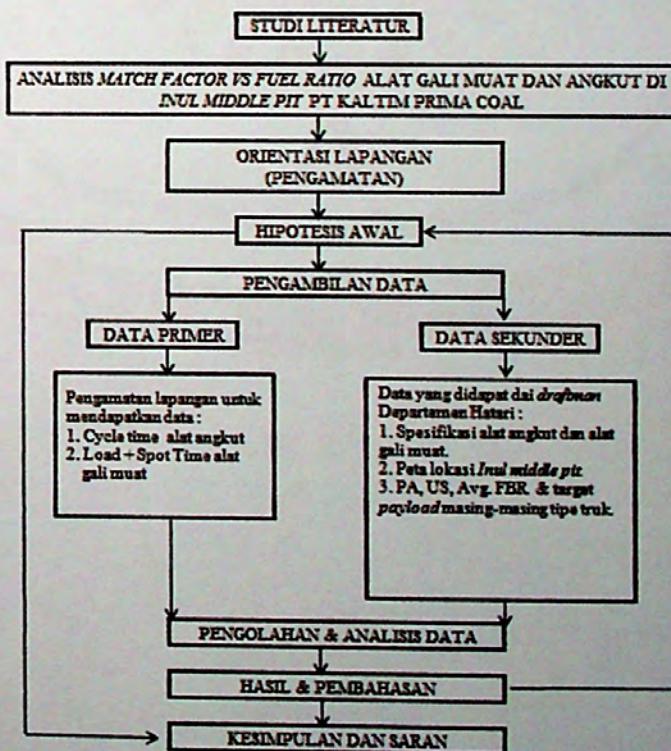 STUDI LITERATUR
ANALISIS MATCH FACTOR VS FUEL RATIO ALAT GALI MUAT DAN ANGKUT DI
INUL MIDDLE PIT PT KALTIM PRIMA COAL
ORIENTASI LAPANGAN
(PENGAMATAN)
HIPOTESIS AWAL
PENGAMBILAN DATA
DATA PRIMER
Pengamatan lapangan untuk
mendapatkan data :
1. Cycle time alat angkut
2. Load + Spot Time alat
gali muat
DATA SEKUNDER
Data yang didapat dai draftman
Departemen Hatari :
1. Spesifikasi alat angkut dan alat
gali muat.
2. Peta lokasi Inul middle pit.
3. PA, US, Avg. FBR & target
payload masing-masing tipe truk.
PENGOLAHAN & ANALISIS DATA
HASIL & PEMBAHASAN
KESIMPULAN DAN SARAN